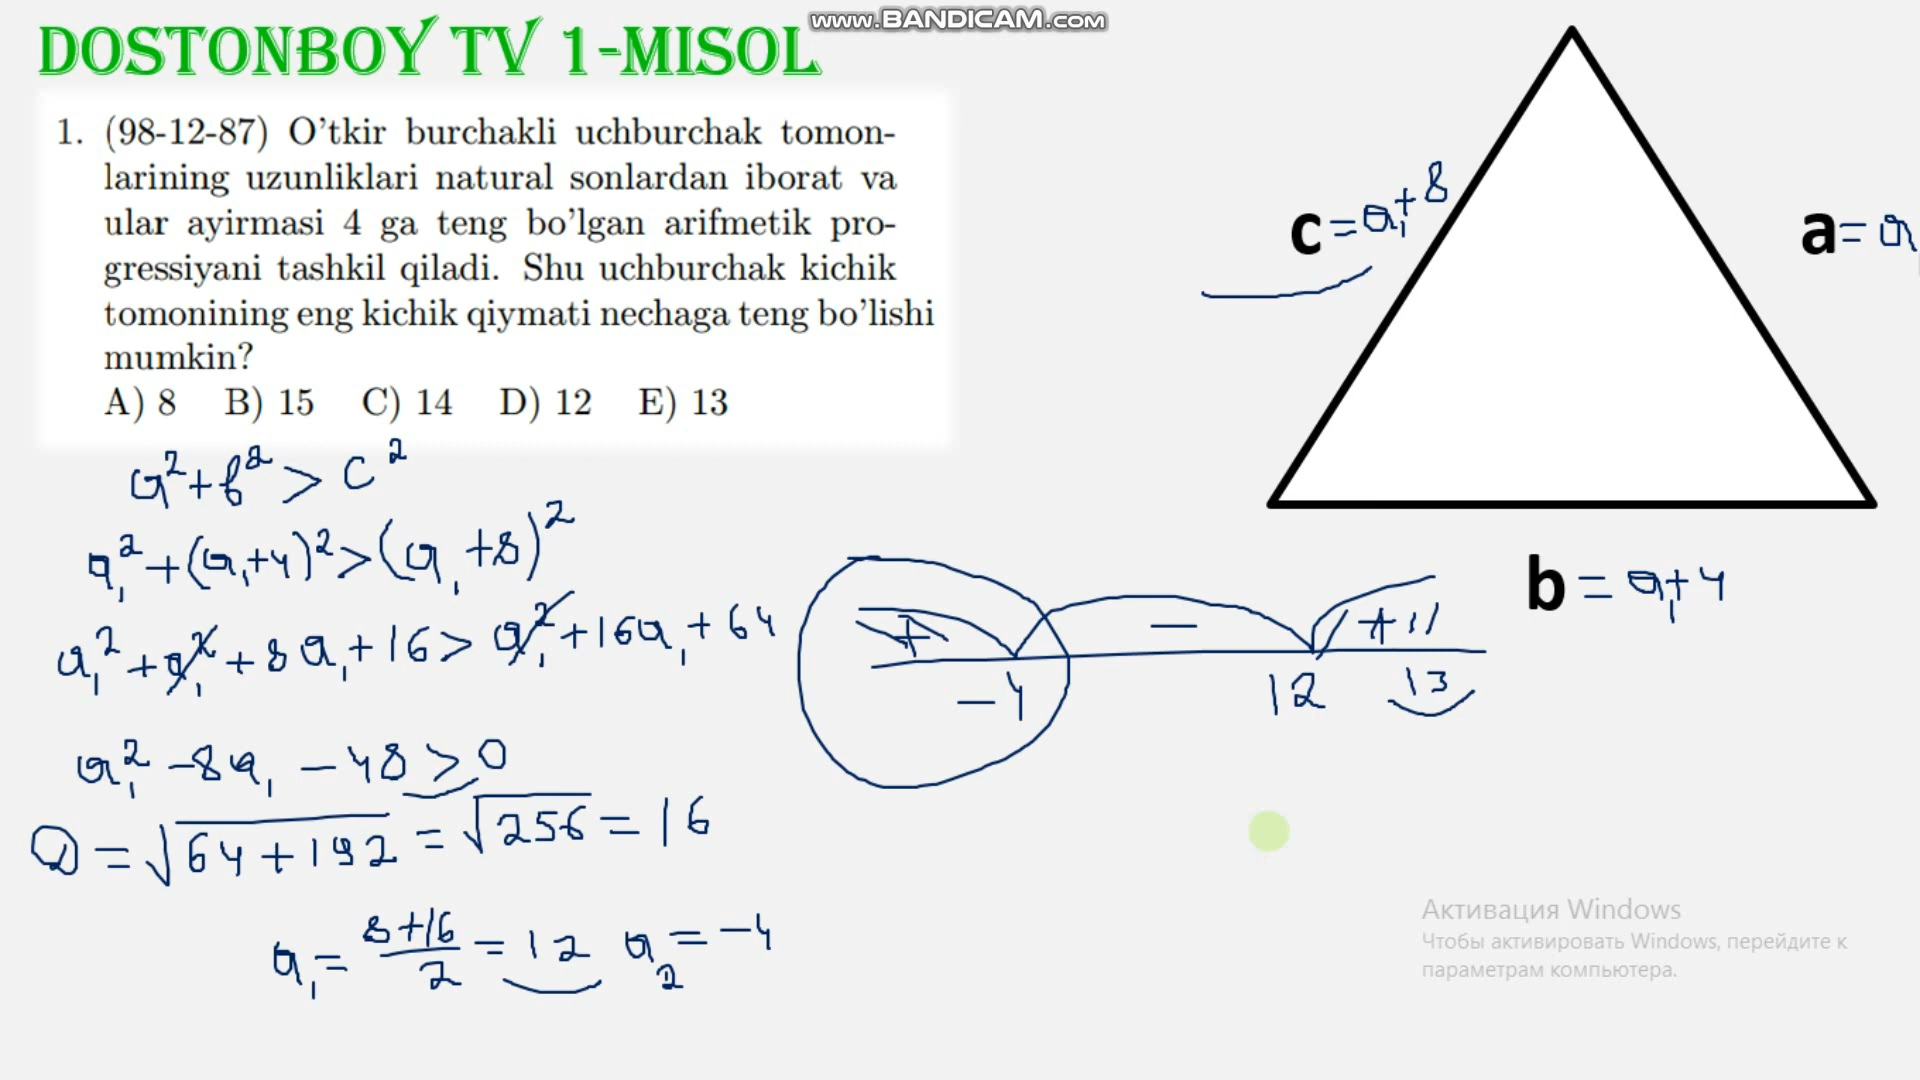 www.BANDICAM.com
DOSTONBOY TV 1-MISOL
1. (98-12-87) O'tkir burchakli uchburchak tomon-
larining uzunliklari natural sonlardan iborat va
ular ayirmasi 4 ga teng bo'lgan arifmetik pro-
gressiyani tashkil qiladi. Shu uchburchak kichik
tomonining eng kichik qiymati nechaga teng bo'lishi
mumkin?
A) 8 B) 15 C) 14 D) 12 E) 13
c = a₁+8
a = a₁
b = a₁+4
a²+b² > c²
a₁²+(a₁+4)²>(a₁+8)²
a₁²+a₁²+8a₁+16> a₁²+16a₁+64
a₁²-8a₁-48>0
D = √64+192 = √256 = 16
a₁ = 8+16/2 = 12 a₂ = -4
+ - +
-4 12 13
Активация Windows
Чтобы активировать Windows, перейдите к
параметрам компьютера.